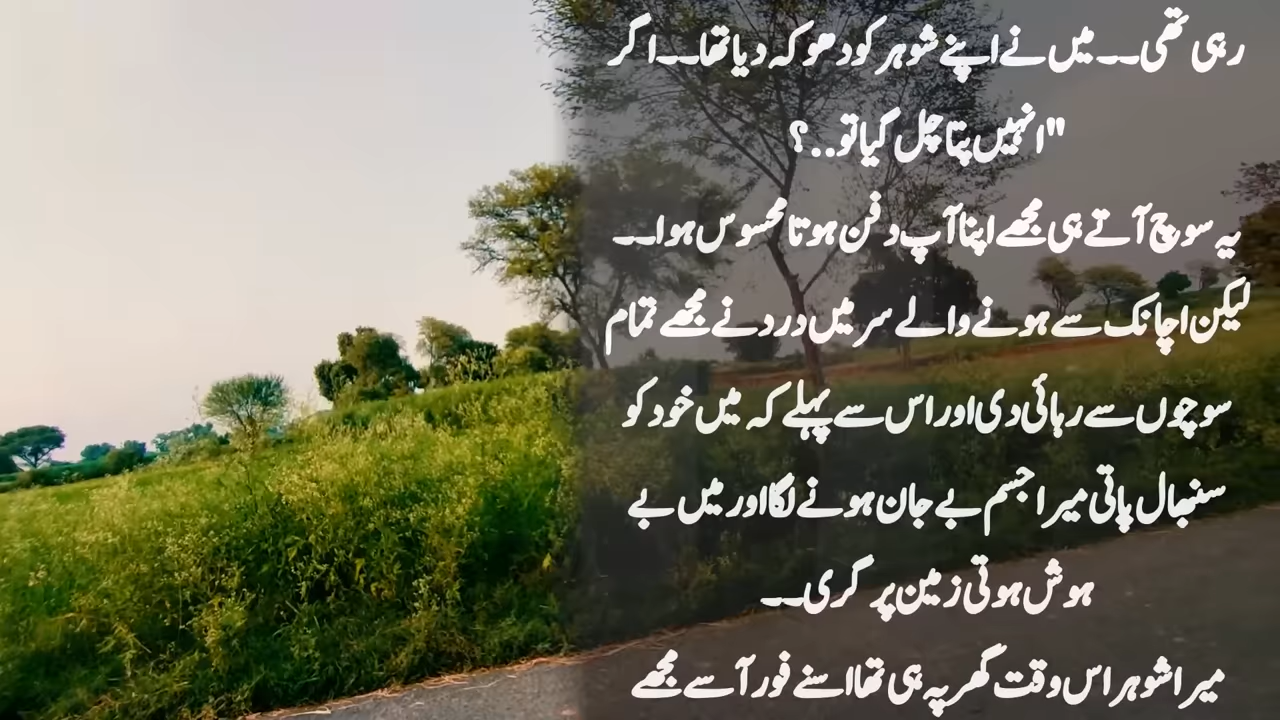 رہی تھی۔۔ میں نے اپنے شوہر کو دھوکہ دیا تھا۔۔ اگر
"انہیں پتا چل گیا تو..؟
یہ سوچ آتے ہی مجھے اپنا آپ دفن ہوتا محسوس ہوا۔۔
لیکن اچانک سے ہونے والے سر میں درد نے مجھے تمام
سوچوں سے رہائی دی اور اس سے پہلے کہ میں خود کو
سنبھال پاتی میرا جسم بے جان ہونے لگا اور میں بے
ہوش ہوتی زمین پر گری۔۔
میرا شوہر اس وقت گھر پہ ہی تھا اسنے فوراً سے مجھے